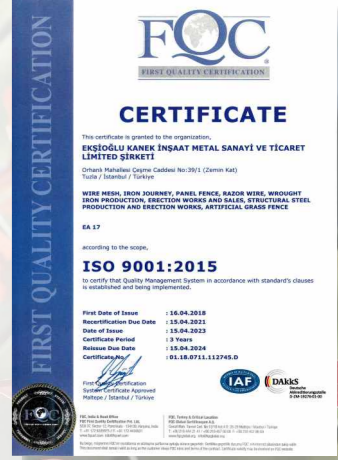 FIRST QUALITY CERTIFICATION
FQC
FIRST QUALITY CERTIFICATION
CERTIFICATE
This certificate is granted to the organization,
EKŞİOĞLU KANEK İNŞAAT METAL SANAYİ VE TİCARET
LİMİTED ŞİRKETİ
Orhanlı Mahallesi Çeşme Caddesi No:39/1 (Zemin Kat)
Tuzla / İstanbul / Türkiye
WIRE MESH, IRON JOURNEY, PANEL FENCE, RAZOR WIRE, WROUGHT
IRON PRODUCTION, ERECTION WORKS AND SALES, STRUCTURAL STEEL
PRODUCTION AND ERECTION WORKS, ARTIFICIAL GRASS FENCE
EA 17
according to the scope,
ISO 9001:2015
to certify that Quality Management System in accordance with standard's clauses
is established and being implemented.
First Date of Issue : 16.04.2018
Recertification Due Date : 15.04.2021
Date of Issue : 15.04.2023
Certificate Period : 3 Years
Reissue Due Date : 15.04.2024
Certificate No : 01.18.0711.112745.D
First Quality Certification
System Certificate Approved
Maltepe / İstanbul / Türkiye
IAF
DAkkS
Deutsche
Akkreditierungsstelle
FQC